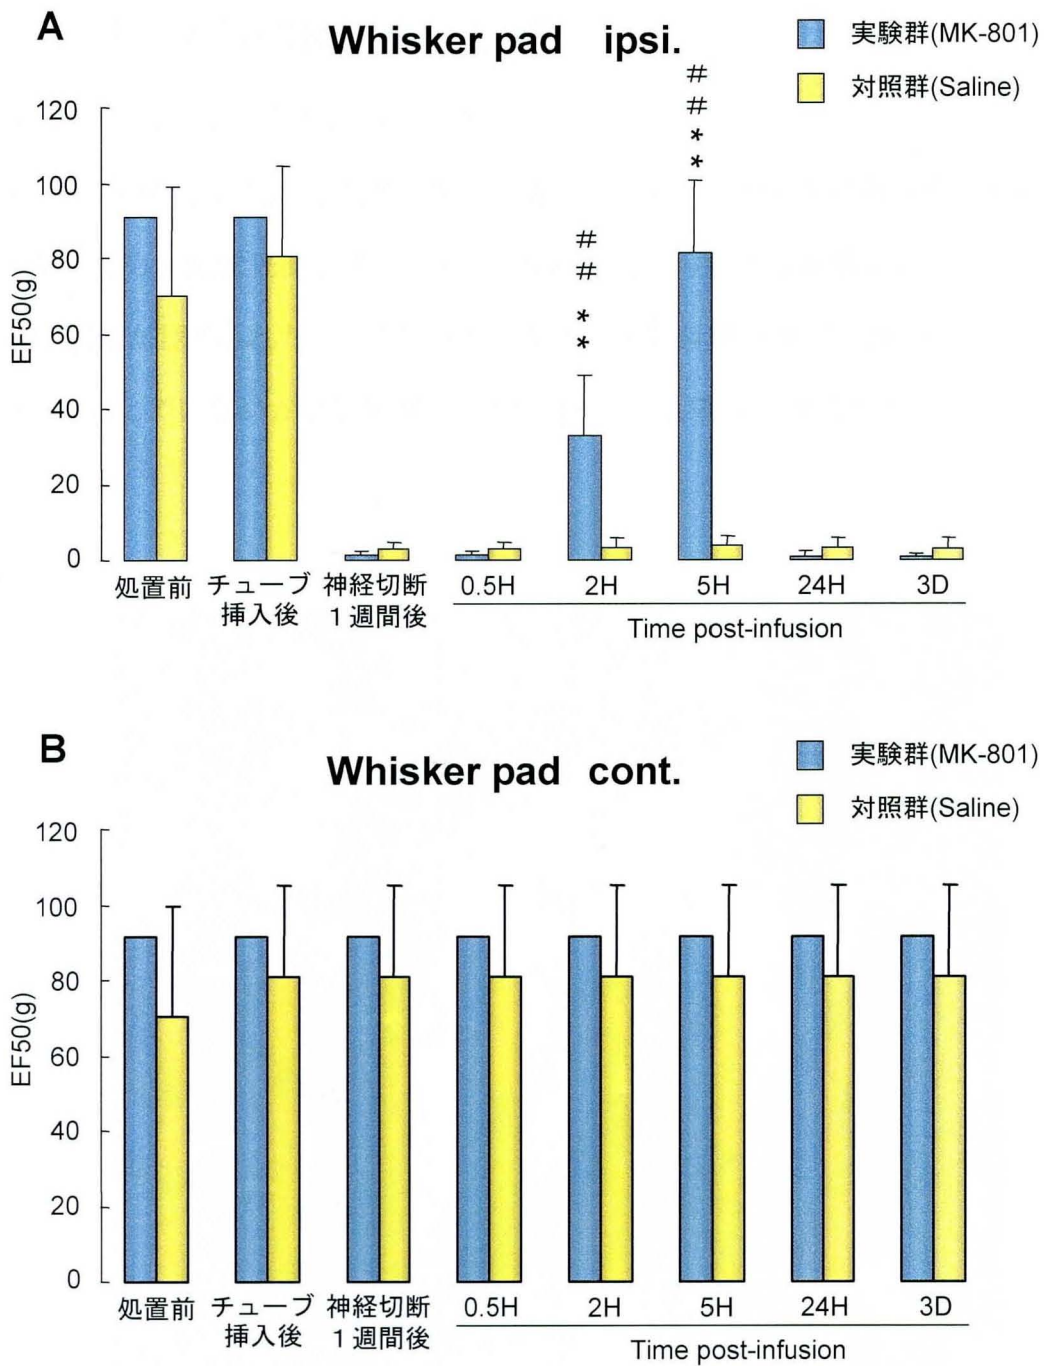 A
Whisker pad ipsi.
実験群(MK-801)
対照群(Saline)
EF50(g)
120
100
80
60
40
20
0
# # * *
# # * *
処置前
チューブ
挿入後
神経切断
1週間後
0.5H
2H
5H
24H
3D
Time post-infusion
B
Whisker pad cont.
実験群(MK-801)
対照群(Saline)
EF50(g)
120
100
80
60
40
20
0
処置前
チューブ
挿入後
神経切断
1週間後
0.5H
2H
5H
24H
3D
Time post-infusion